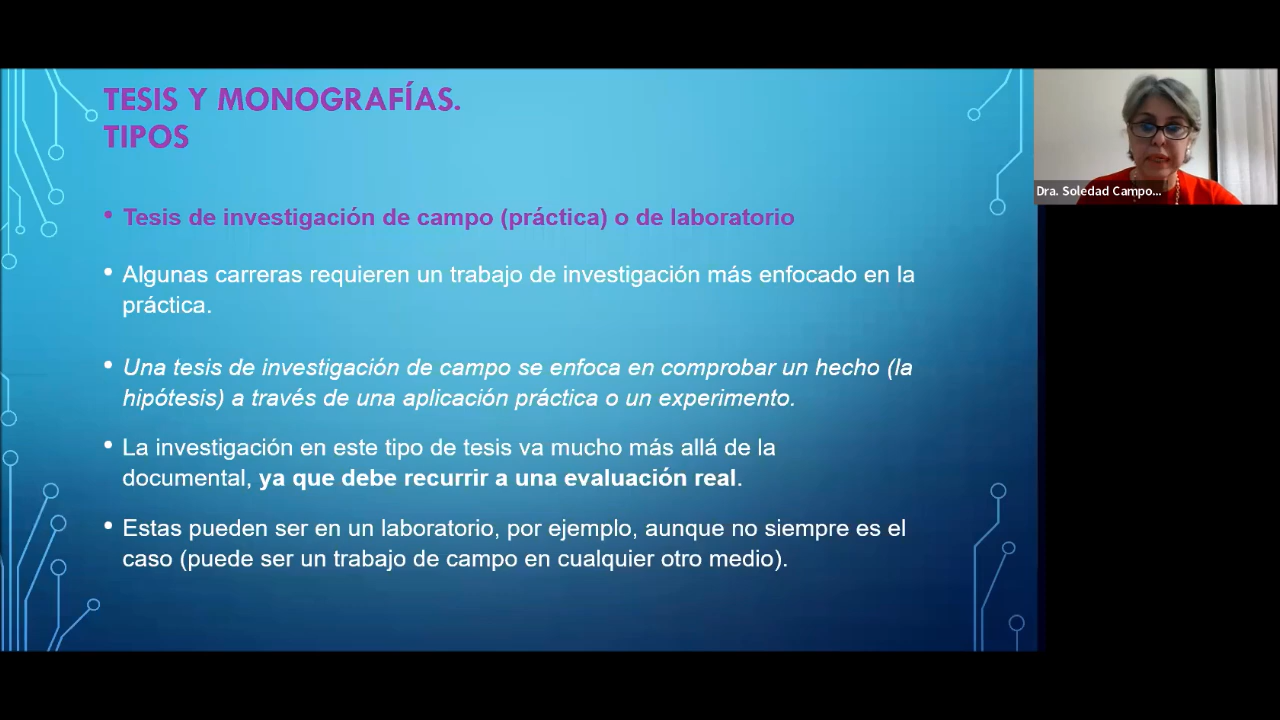 TESIS Y MONOGRAFÍAS.
TIPOS
• Tesis de investigación de campo (práctica) o de laboratorio
• Algunas carreras requieren un trabajo de investigación más enfocado en la
práctica.
• Una tesis de investigación de campo se enfoca en comprobar un hecho (la
hipótesis) a través de una aplicación práctica o un experimento.
• La investigación en este tipo de tesis va mucho más allá de la
documental, ya que debe recurrir a una evaluación real.
• Estas pueden ser en un laboratorio, por ejemplo, aunque no siempre es el
caso (puede ser un trabajo de campo en cualquier otro medio).
Dra. Soledad Campo...